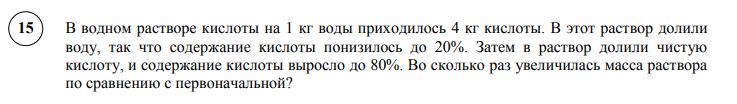 15 В водном растворе кислоты на 1 кг воды приходилось 4 кг кислоты. В этот раствор долили
воду, так что содержание кислоты понизилось до 20%. Затем в раствор долили чистую
кислоту, и содержание кислоты выросло до 80%. Во сколько раз увеличилась масса раствора
по сравнению с первоначальной?